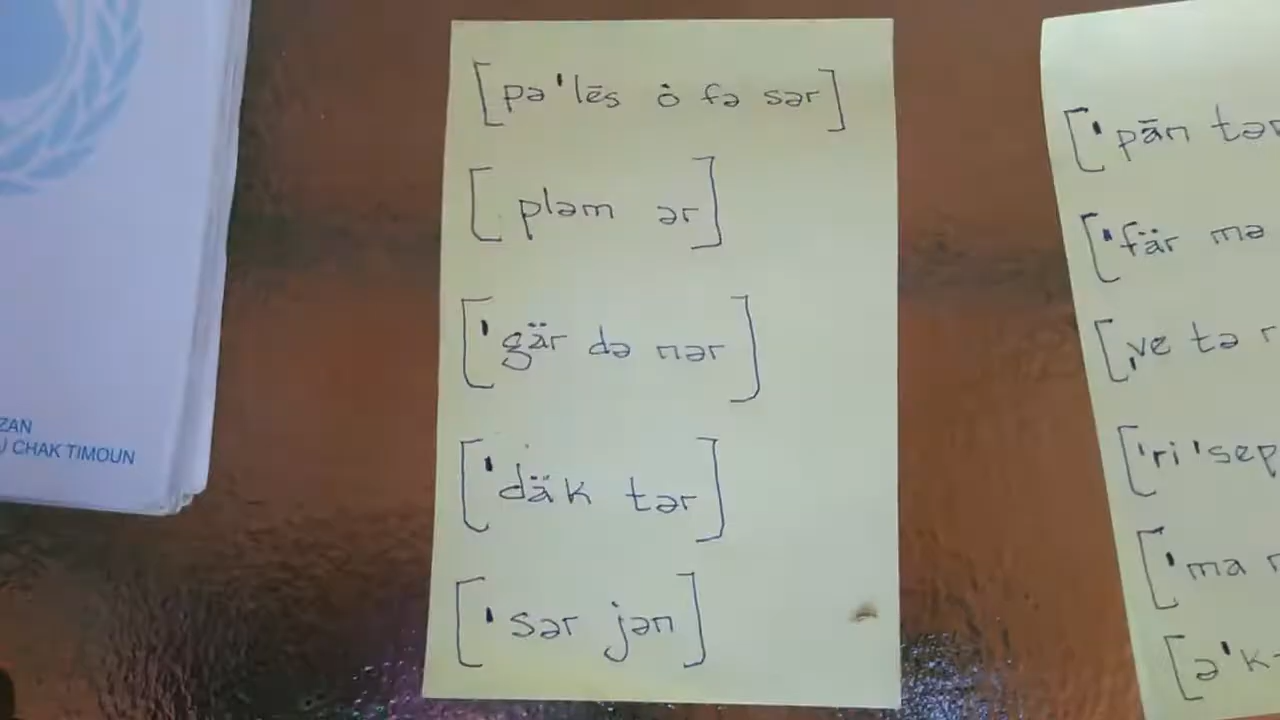 ZAN
J CHAK TIMOUN
[pə'lēs ȯ fə sər]
[pləm ər]
['gär də nər]
['däk tər]
['sər jən]
['pān tər
['fär mə
[ˌve tə r
['ri'sep
['ma n
[ə'k